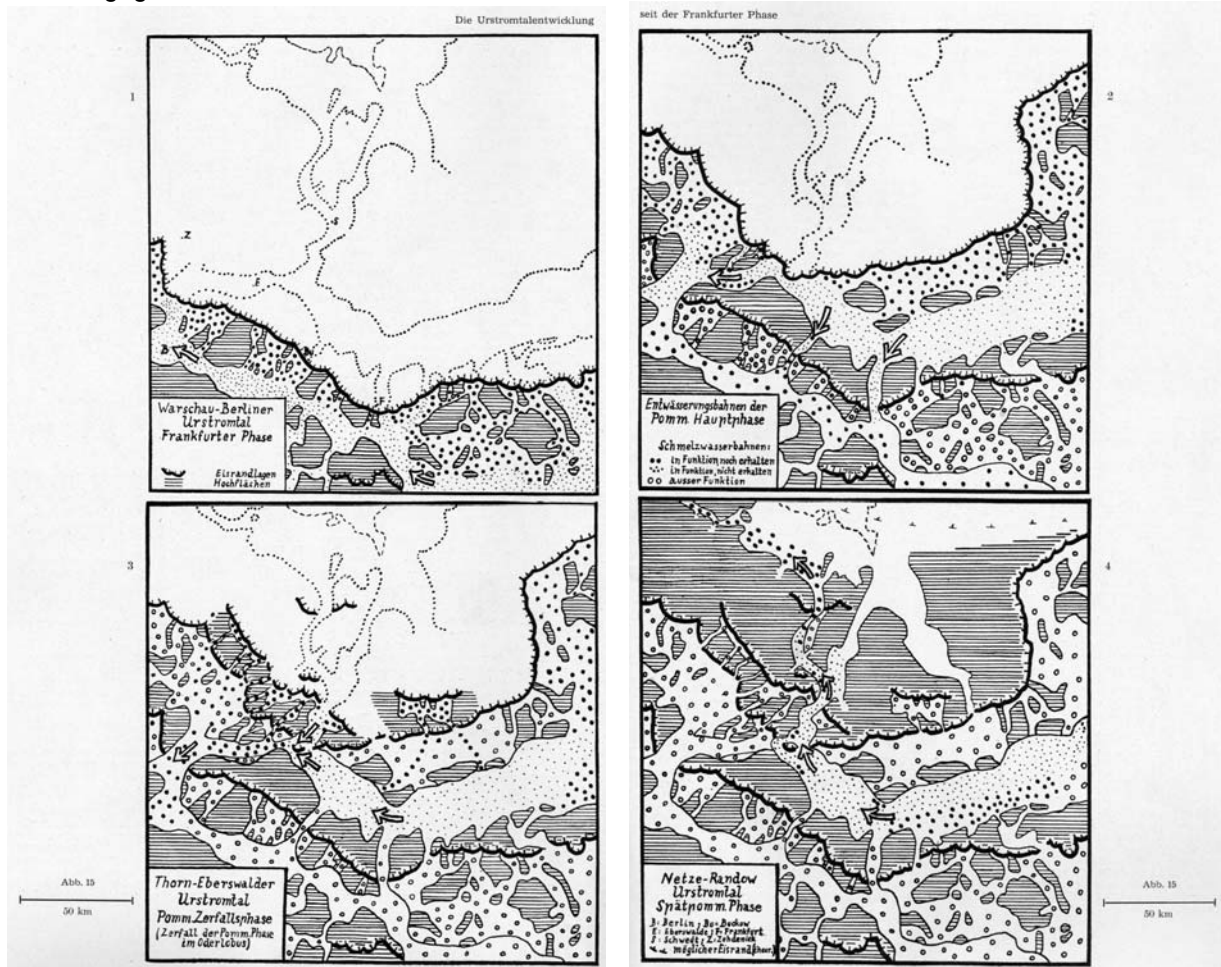 Die Urstromtalentwicklung
1
Z
S
E
B
F
Warschau-Berliner
Urstromtal
Frankfurter Phase
Eisrandlagen
Hochflächen
3
Thorn-Eberswalder
Urstromtal
Pomm. Zerfallsphase
(Zerfall der Pomm. Phase
im Oderlobus)
Abb. 15
50 km
seit der Frankfurter Phase
2
Entwässerungsbahnen der
Pomm. Hauptphase
Schmelzwasserbahnen:
in Funktion, noch erhalten
in Funktion, nicht erhalten
ausser Funktion
4
Netze-Randow
Urstromtal
Spätpomm. Phase
B: Berlin; Bu: Buckow
E: Eberswalde; F: Frankfurt
S: Schwedt; Z: Zehdenick
möglicher Eisrand
Abb. 15
50 km